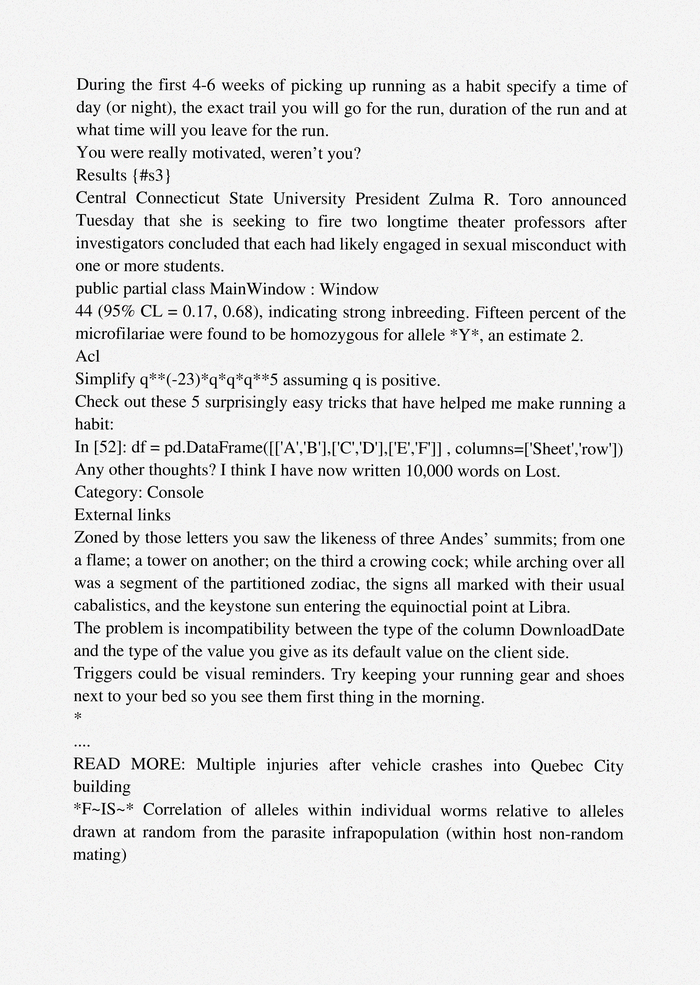 During the first 4-6 weeks of picking up running as a habit specify a time of
day (or night), the exact trail you will go for the run, duration of the run and at
what time will you leave for the run.
You were really motivated, weren’t you?
Results {#s3}
Central Connecticut State University President Zulma R. Toro announced
Tuesday that she is seeking to fire two longtime theater professors after
investigators concluded that each had likely engaged in sexual misconduct with
one or more students.
public partial class MainWindow : Window
44 (95% CL = 0.17, 0.68), indicating strong inbreeding. Fifteen percent of the
microfilariae were found to be homozygous for allele *Y*, an estimate 2.
Acl
Simplify q**(-23)*q*q*q**5 assuming q is positive.
Check out these 5 surprisingly easy tricks that have helped me make running a
habit:
In [52]: df = pd.DataFrame([['A','B'],['C','D'],['E','F']] , columns=['Sheet','row'])
Any other thoughts? I think I have now written 10,000 words on Lost.
Category: Console
External links
Zoned by those letters you saw the likeness of three Andes’ summits; from one
a flame; a tower on another; on the third a crowing cock; while arching over all
was a segment of the partitioned zodiac, the signs all marked with their usual
cabalistics, and the keystone sun entering the equinoctial point at Libra.
The problem is incompatibility between the type of the column DownloadDate
and the type of the value you give as its default value on the client side.
Triggers could be visual reminders. Try keeping your running gear and shoes
next to your bed so you see them first thing in the morning.
*
....
READ MORE: Multiple injuries after vehicle crashes into Quebec City
building
*F~IS~* Correlation of alleles within individual worms relative to alleles
drawn at random from the parasite infrapopulation (within host non-random
mating)